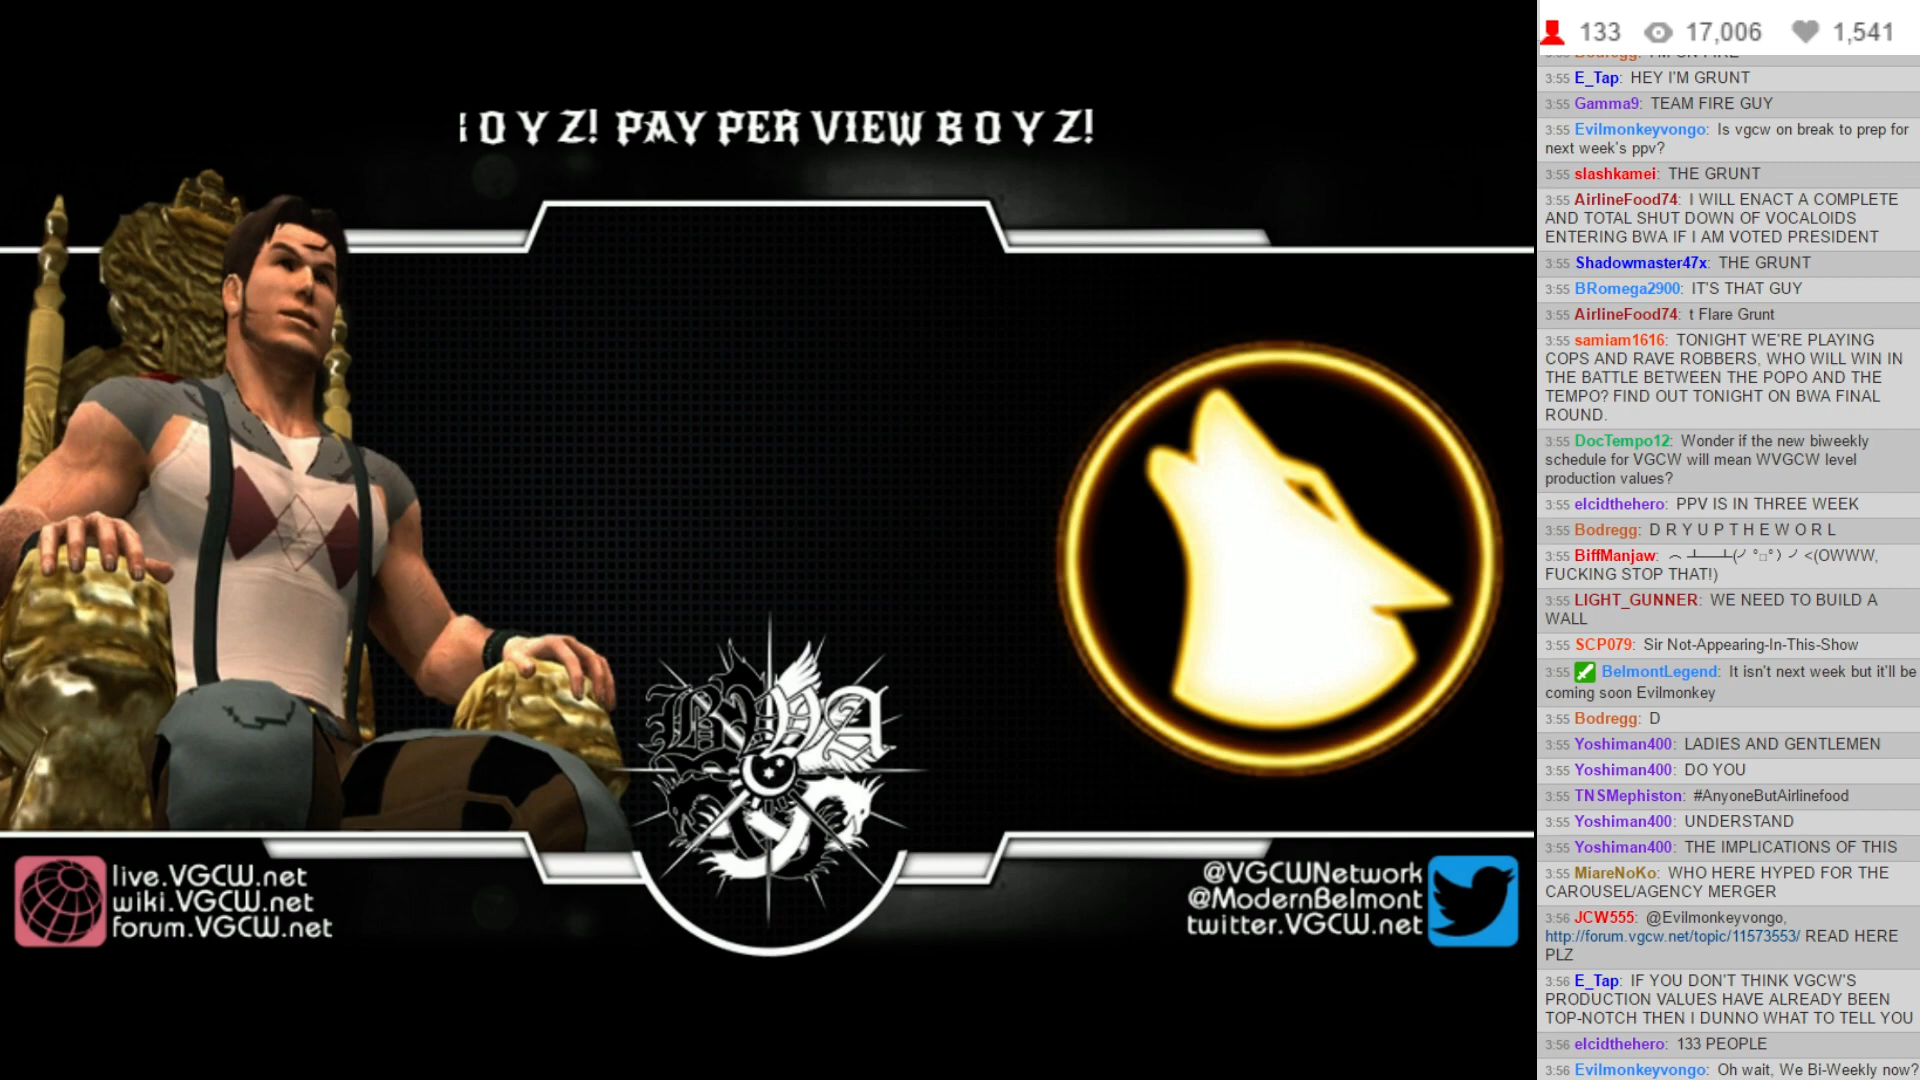 O Y Z! PAY PER VIEW B O Y Z!
BWA
live.VGCW.net
wiki.VGCW.net
forum.VGCW.net
@VGCWNetwork
@ModernBelmont
twitter.VGCW.net
133 17,006 1,541
3:55 E_Tap: HEY I'M GRUNT
3:55 Gamma9: TEAM FIRE GUY
3:55 Evilmonkeyvongo: Is vgcw on break to prep for
next week's ppv?
3:55 slashkamei: THE GRUNT
3:55 AirlineFood74: I WILL ENACT A COMPLETE
AND TOTAL SHUT DOWN OF VOCALOIDS
ENTERING BWA IF I AM VOTED PRESIDENT
3:55 Shadowmaster47x: THE GRUNT
3:55 BRomega2900: IT'S THAT GUY
3:55 AirlineFood74: t Flare Grunt
3:55 samiam1616: TONIGHT WE'RE PLAYING
COPS AND RAVE ROBBERS, WHO WILL WIN IN
THE BATTLE BETWEEN THE POPO AND THE
TEMPO? FIND OUT TONIGHT ON BWA FINAL
ROUND.
3:55 DocTempo12: Wonder if the new biweekly
schedule for VGCW will mean WVGCW level
production values?
3:55 elcidthehero: PPV IS IN THREE WEEK
3:55 Bodregg: D R Y U P T H E W O R L
3:55 BiffManjaw: ︵ ┻━┻(╯°□°）╯ <(OWWW,
FUCKING STOP THAT!)
3:55 LIGHT_GUNNER: WE NEED TO BUILD A
WALL
3:55 SCP079: Sir Not-Appearing-In-This-Show
3:55 BelmontLegend: It isn't next week but it'll be
coming soon Evilmonkey
3:55 Bodregg: D
3:55 Yoshiman400: LADIES AND GENTLEMEN
3:55 Yoshiman400: DO YOU
3:55 TNSMephiston: #AnyoneButAirlinefood
3:55 Yoshiman400: UNDERSTAND
3:55 Yoshiman400: THE IMPLICATIONS OF THIS
3:55 MiareNoKo: WHO HERE HYPED FOR THE
CAROUSEL/AGENCY MERGER
3:56 JCW555: @Evilmonkeyvongo,
http://forum.vgcw.net/topic/11573553/ READ HERE
PLZ
3:56 E_Tap: IF YOU DON'T THINK VGCW'S
PRODUCTION VALUES HAVE ALREADY BEEN
TOP-NOTCH THEN I DUNNO WHAT TO TELL YOU
3:56 elcidthehero: 133 PEOPLE
3:56 Evilmonkeyvongo: Oh wait, We Bi-Weekly now?